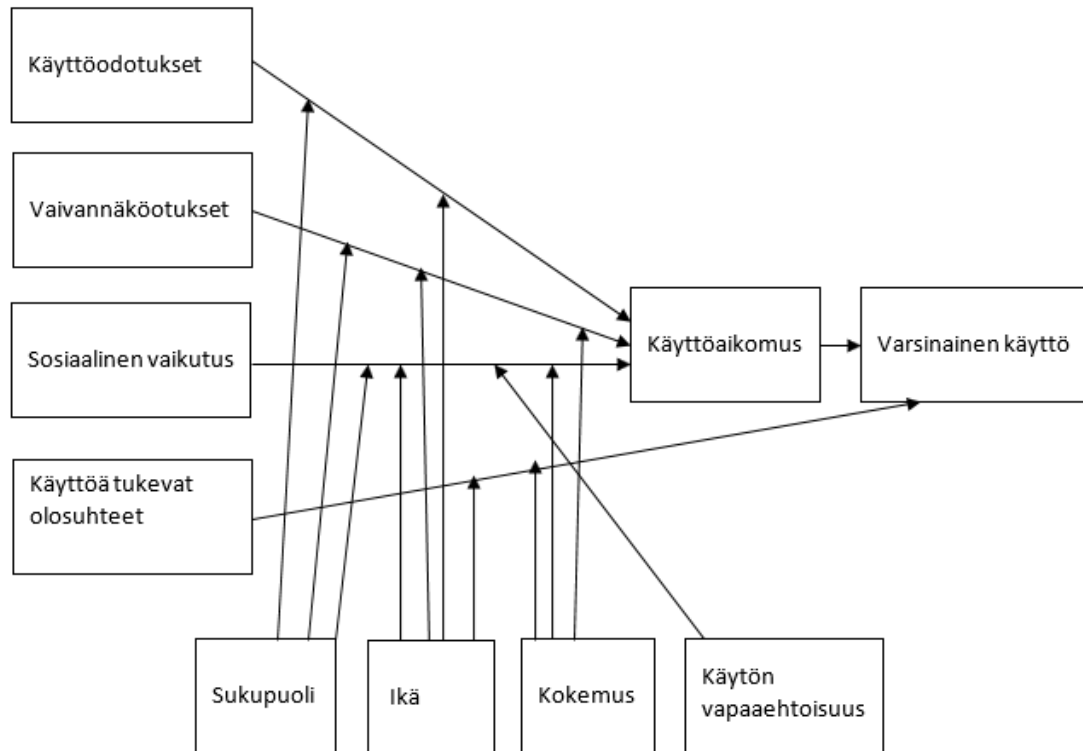 Käyttöodotukset
Vaivannäköotukset
Sosiaalinen vaikutus
Käyttöä tukevat
olosuhteet
Käyttöaikomus
Varsinainen käyttö
Sukupuoli
Ikä
Kokemus
Käytön
vapaaehtoisuus